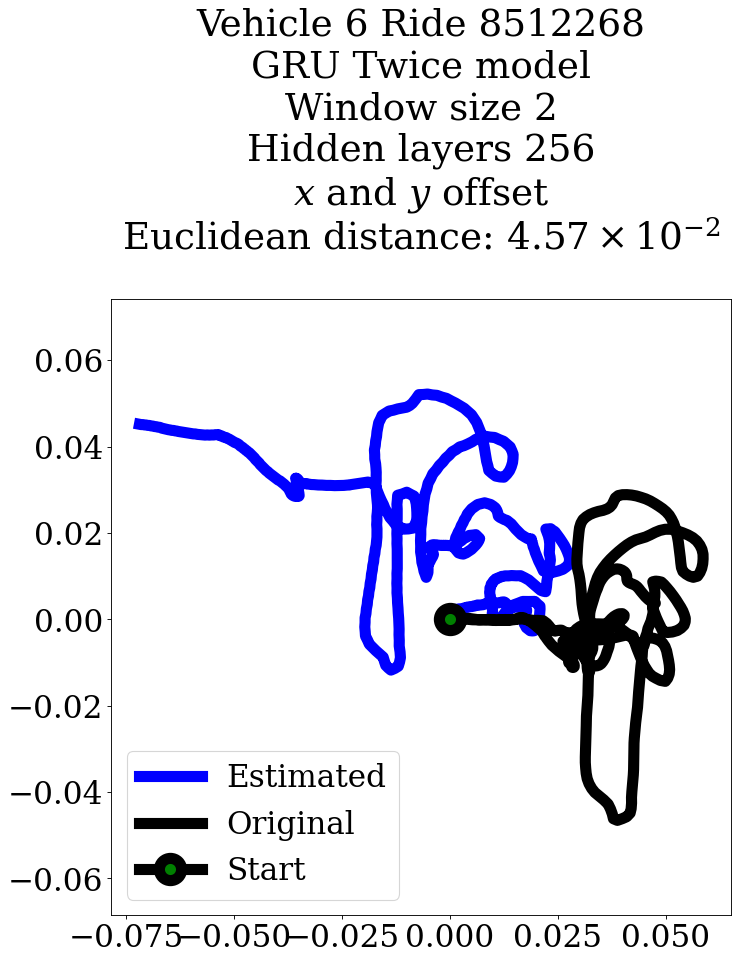 Vehicle 6 Ride 8512268
GRU Twice model
Window size 2
Hidden layers 256
x and y offset
Euclidean distance: 4.57 × 10⁻²
0.06
0.04
0.02
0.00
−0.02
−0.04
−0.06
Estimated
Original
Start
−0.075 −0.050 −0.025 0.000 0.025 0.050